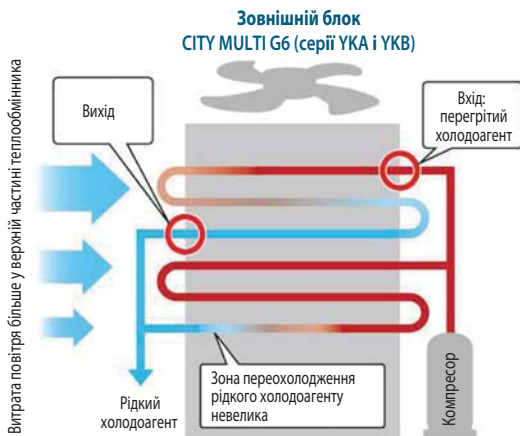 Зовнішній блок
CITY MULTI G6 (серії YKA і YKB)
Витрата повітря більше у верхній частині теплообмінника
Вихід
Вхід:
перегрітий
холодоагент
Зона переохолодження
рідкого холодоагенту
невелика
Рідкий
холодоагент
Компресор